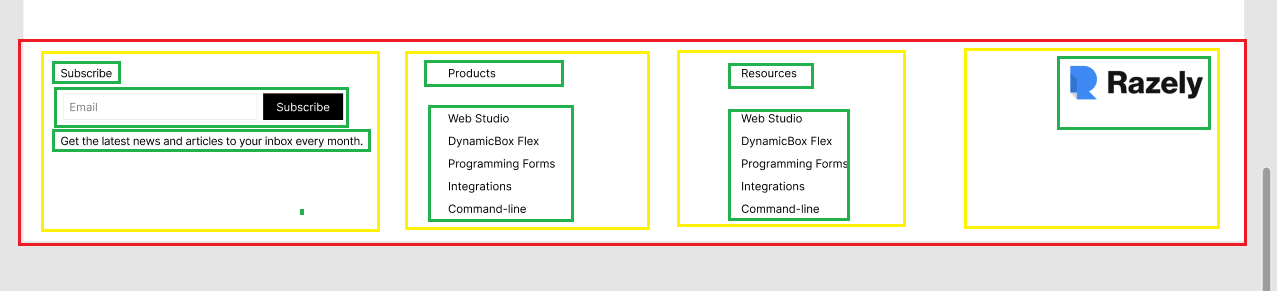 Subscribe
Email
Subscribe
Get the latest news and articles to your inbox every month.
Products
Web Studio
DynamicBox Flex
Programming Forms
Integrations
Command-line
Resources
Web Studio
DynamicBox Flex
Programming Forms
Integrations
Command-line
Razely